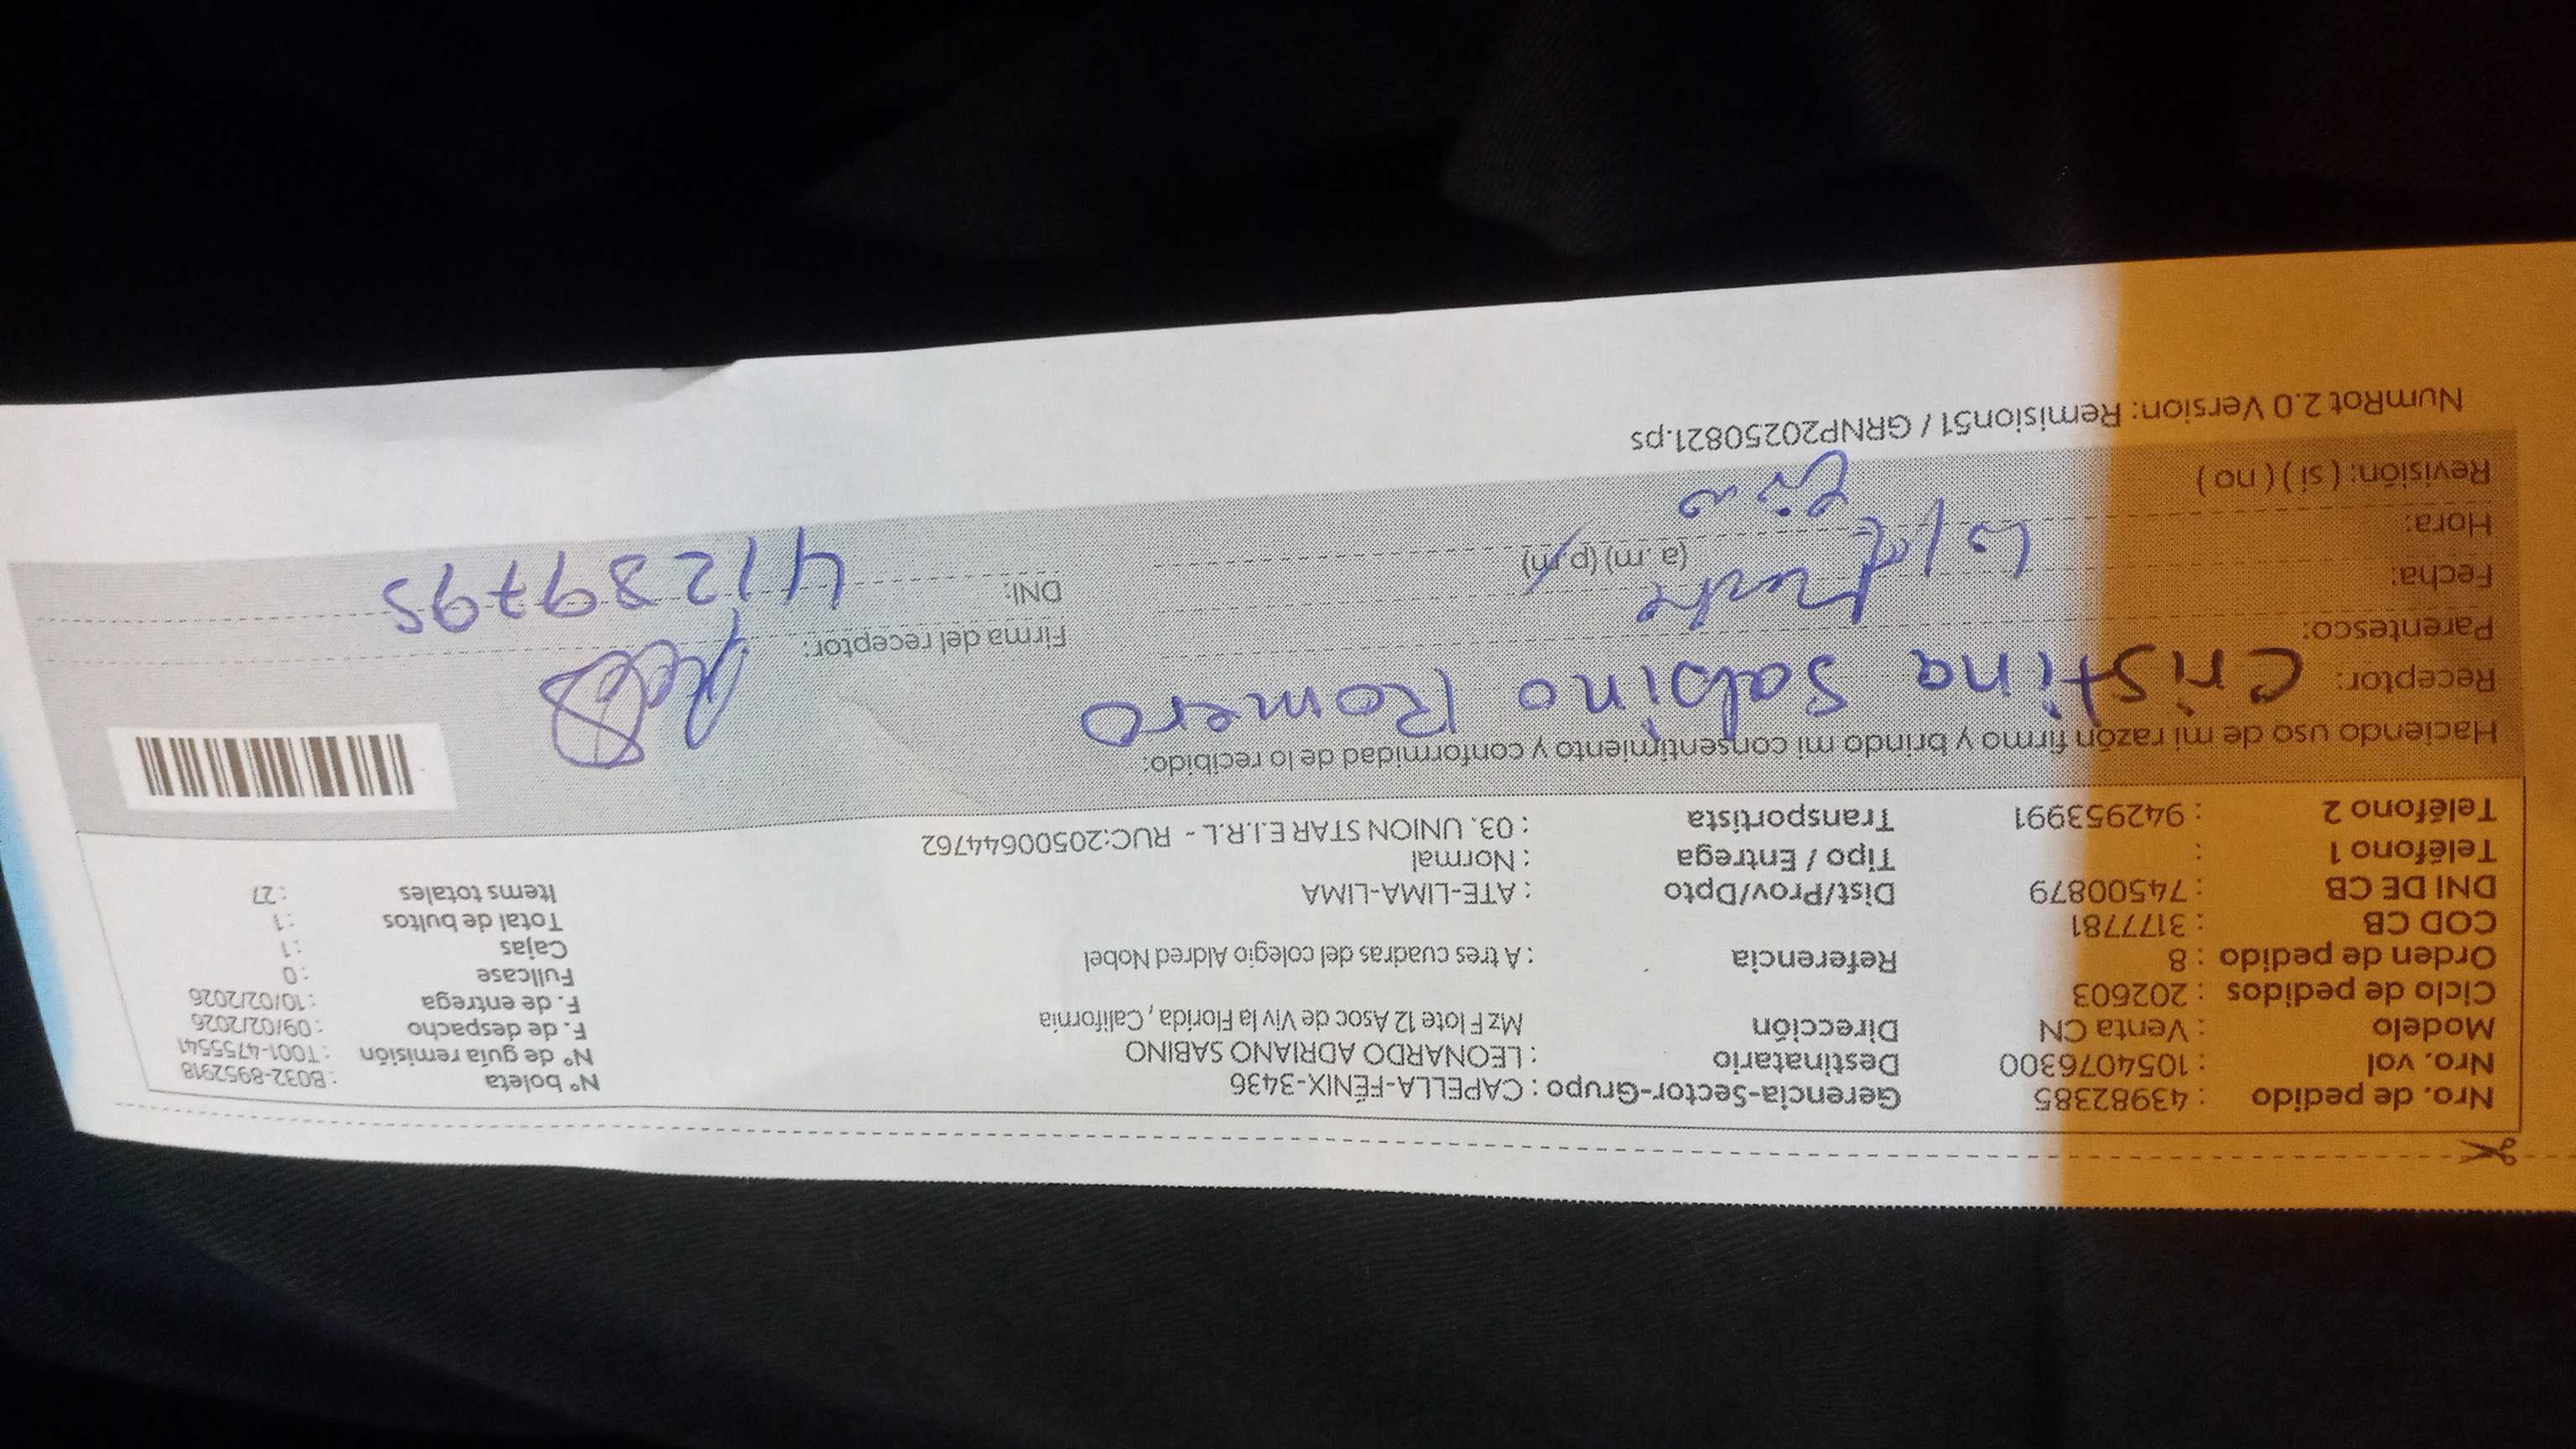 Nro. de pedido : 43982385 Gerencia-Sector-Grupo : CAPELLA-FÉNIX-3436 N° boleta : B032-8952918
Nro. vol : 1054076300 Destinatario : LEONARDO ADRIANO SABINO N° de guía remisión : T001-4755541
Modelo : Venta CN Dirección Mz F lote 12 Asoc de Viv la Florida , California F. de despacho : 09/02/2026
Ciclo de pedidos : 202603 F. de entrega : 10/02/2026
Orden de pedido : 8 Referencia : A tres cuadras del colegio Aldred Nobel Fullcase : 0
COD CB : 3177781 Cajas : 1
DNI DE CB : 74500879 Dist/Prov/Dpto : ATE-LIMA-LIMA Total de bultos : 1
Teléfono 1 : Tipo / Entrega : Normal Items totales : 27
Teléfono 2 : 942953991 Transportista : 03. UNION STAR E.I.R.L - RUC:20500644762
Haciendo uso de mi razón firmo y brindo mi consentimiento y conformidad de lo recibido:
Receptor: Cristina Sabino Romero
Parentesco: Firma del receptor:
Fecha: DNI: 41289795
Hora: (a. m) (p. m)
Revisión: ( si ) ( no )
NumRot 2.0 Version: Remision51 / GRNP20250821.ps